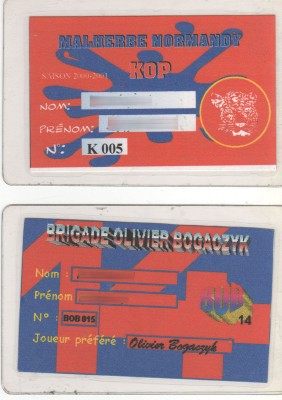 MALHERBE NORMANDY
KOP
SAISON 2000-2001
NOM:
PRÉNOM:
N°: K 005
BRIGADE OLIVIER BOGACZYK
Nom :
Prénom
N° : BOB 015
BOB
14
Joueur préféré : Olivier Bogaczyk